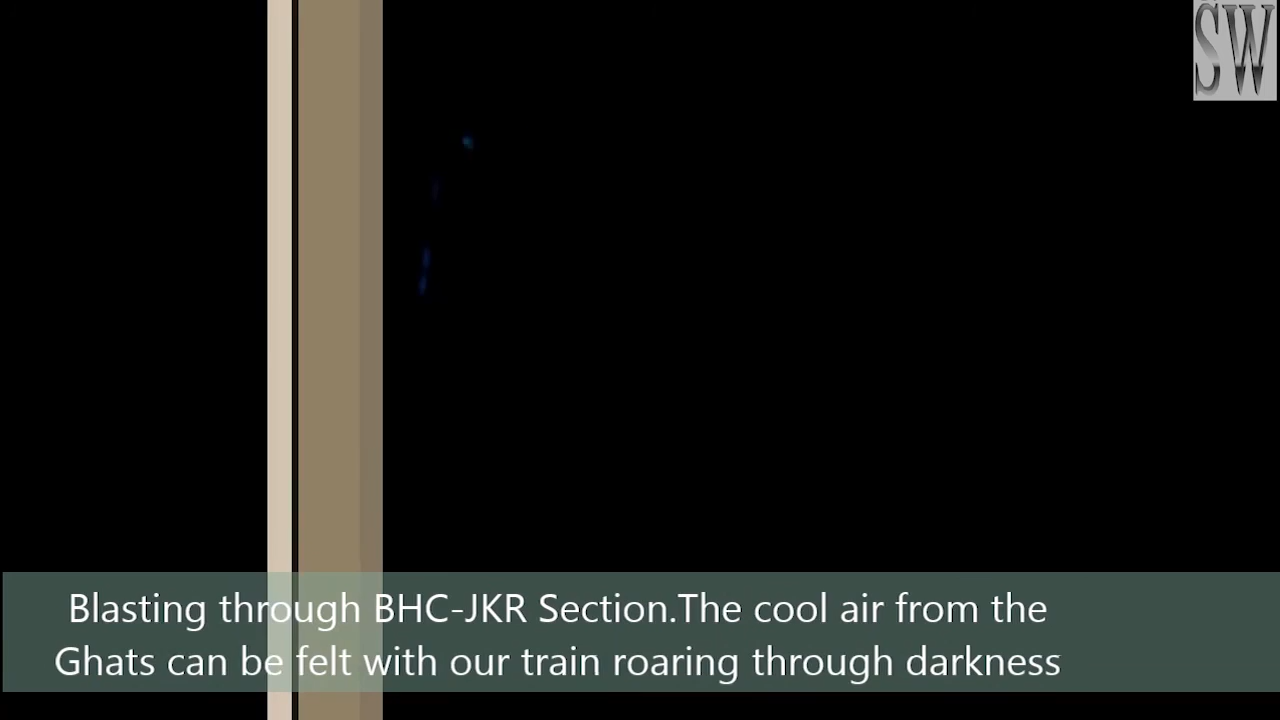 SW
Blasting through BHC-JKR Section.The cool air from the
Ghats can be felt with our train roaring through darkness